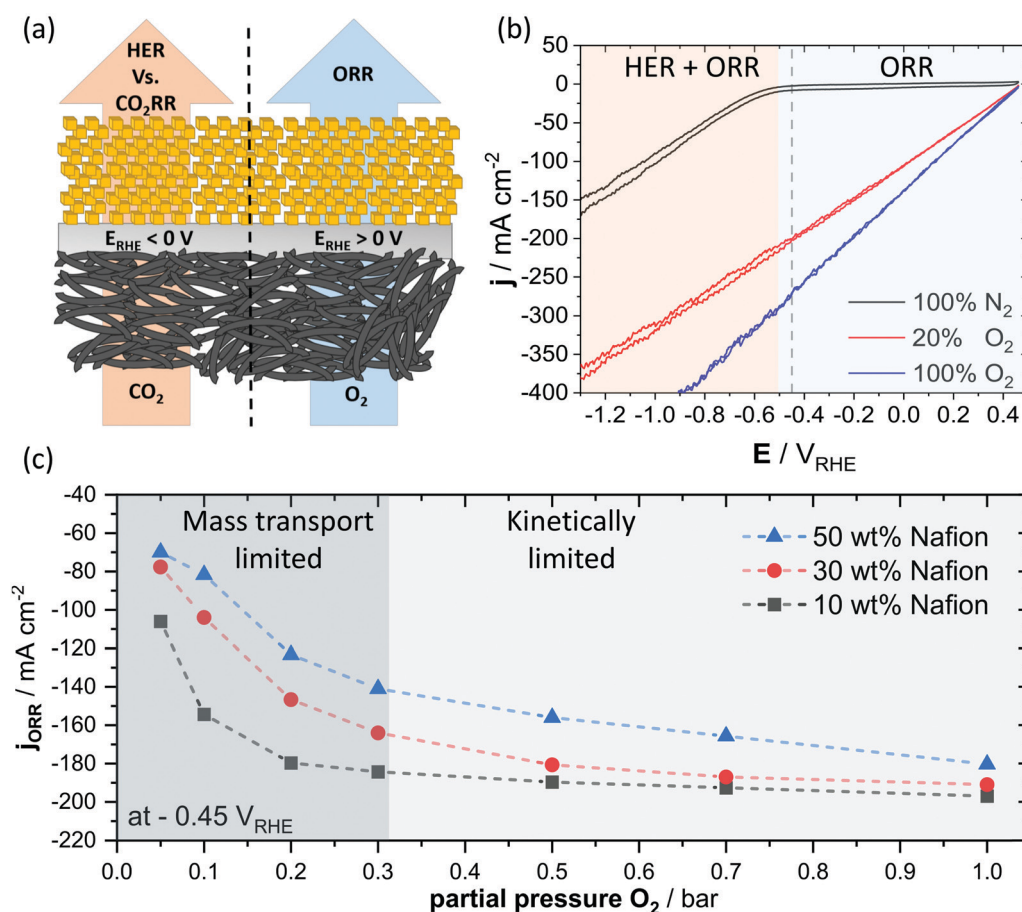 (a)
HER
Vs.
CO₂RR
ORR
E_RHE < 0 V
E_RHE > 0 V
CO₂
O₂
(b)
HER + ORR
ORR
50
0
-50
-100
-150
-200
-250
-300
-350
-400
j / mA cm⁻²
100% N₂
20% O₂
100% O₂
-1.2 -1.0 -0.8 -0.6 -0.4 -0.2 0.0 0.2 0.4
E / V_RHE
(c)
Mass transport
limited
Kinetically
limited
50 wt% Nafion
30 wt% Nafion
10 wt% Nafion
-40
-60
-80
-100
-120
-140
-160
-180
-200
-220
j_ORR / mA cm⁻²
at - 0.45 V_RHE
0.0 0.1 0.2 0.3 0.4 0.5 0.6 0.7 0.8 0.9 1.0
partial pressure O₂ / bar